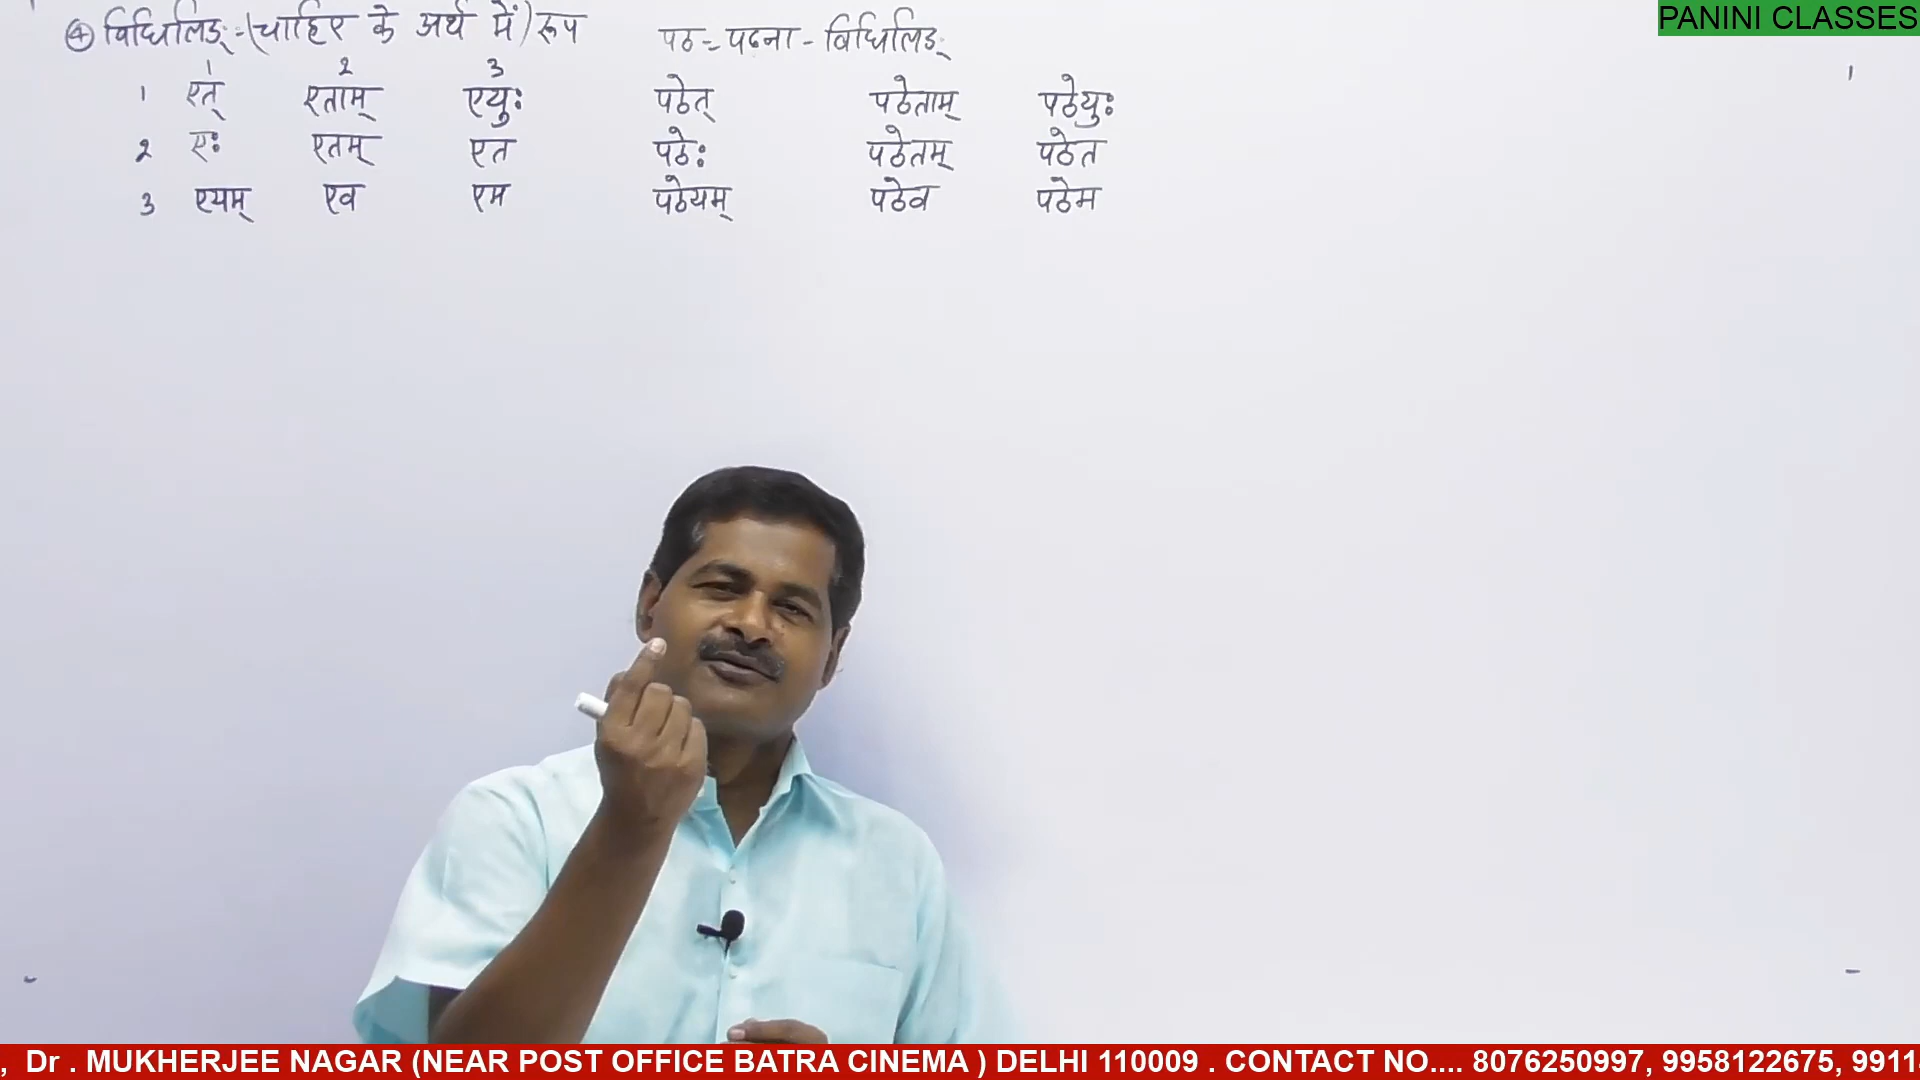 PANINI CLASSES
④ विधिलिङ्-(चाहिए के अर्थ में) रूप पठ = पढना - विधिलिङ्
1 2 3
1 एत् एताम् एयुः पठेत् पठेताम् पठेयुः
2 एः एतम् एत पठेः पठेतम् पठेत
3 एयम् एव एम पठेयम् पठेव पठेम
, Dr . MUKHERJEE NAGAR (NEAR POST OFFICE BATRA CINEMA ) DELHI 110009 . CONTACT NO.... 8076250997, 9958122675, 9911